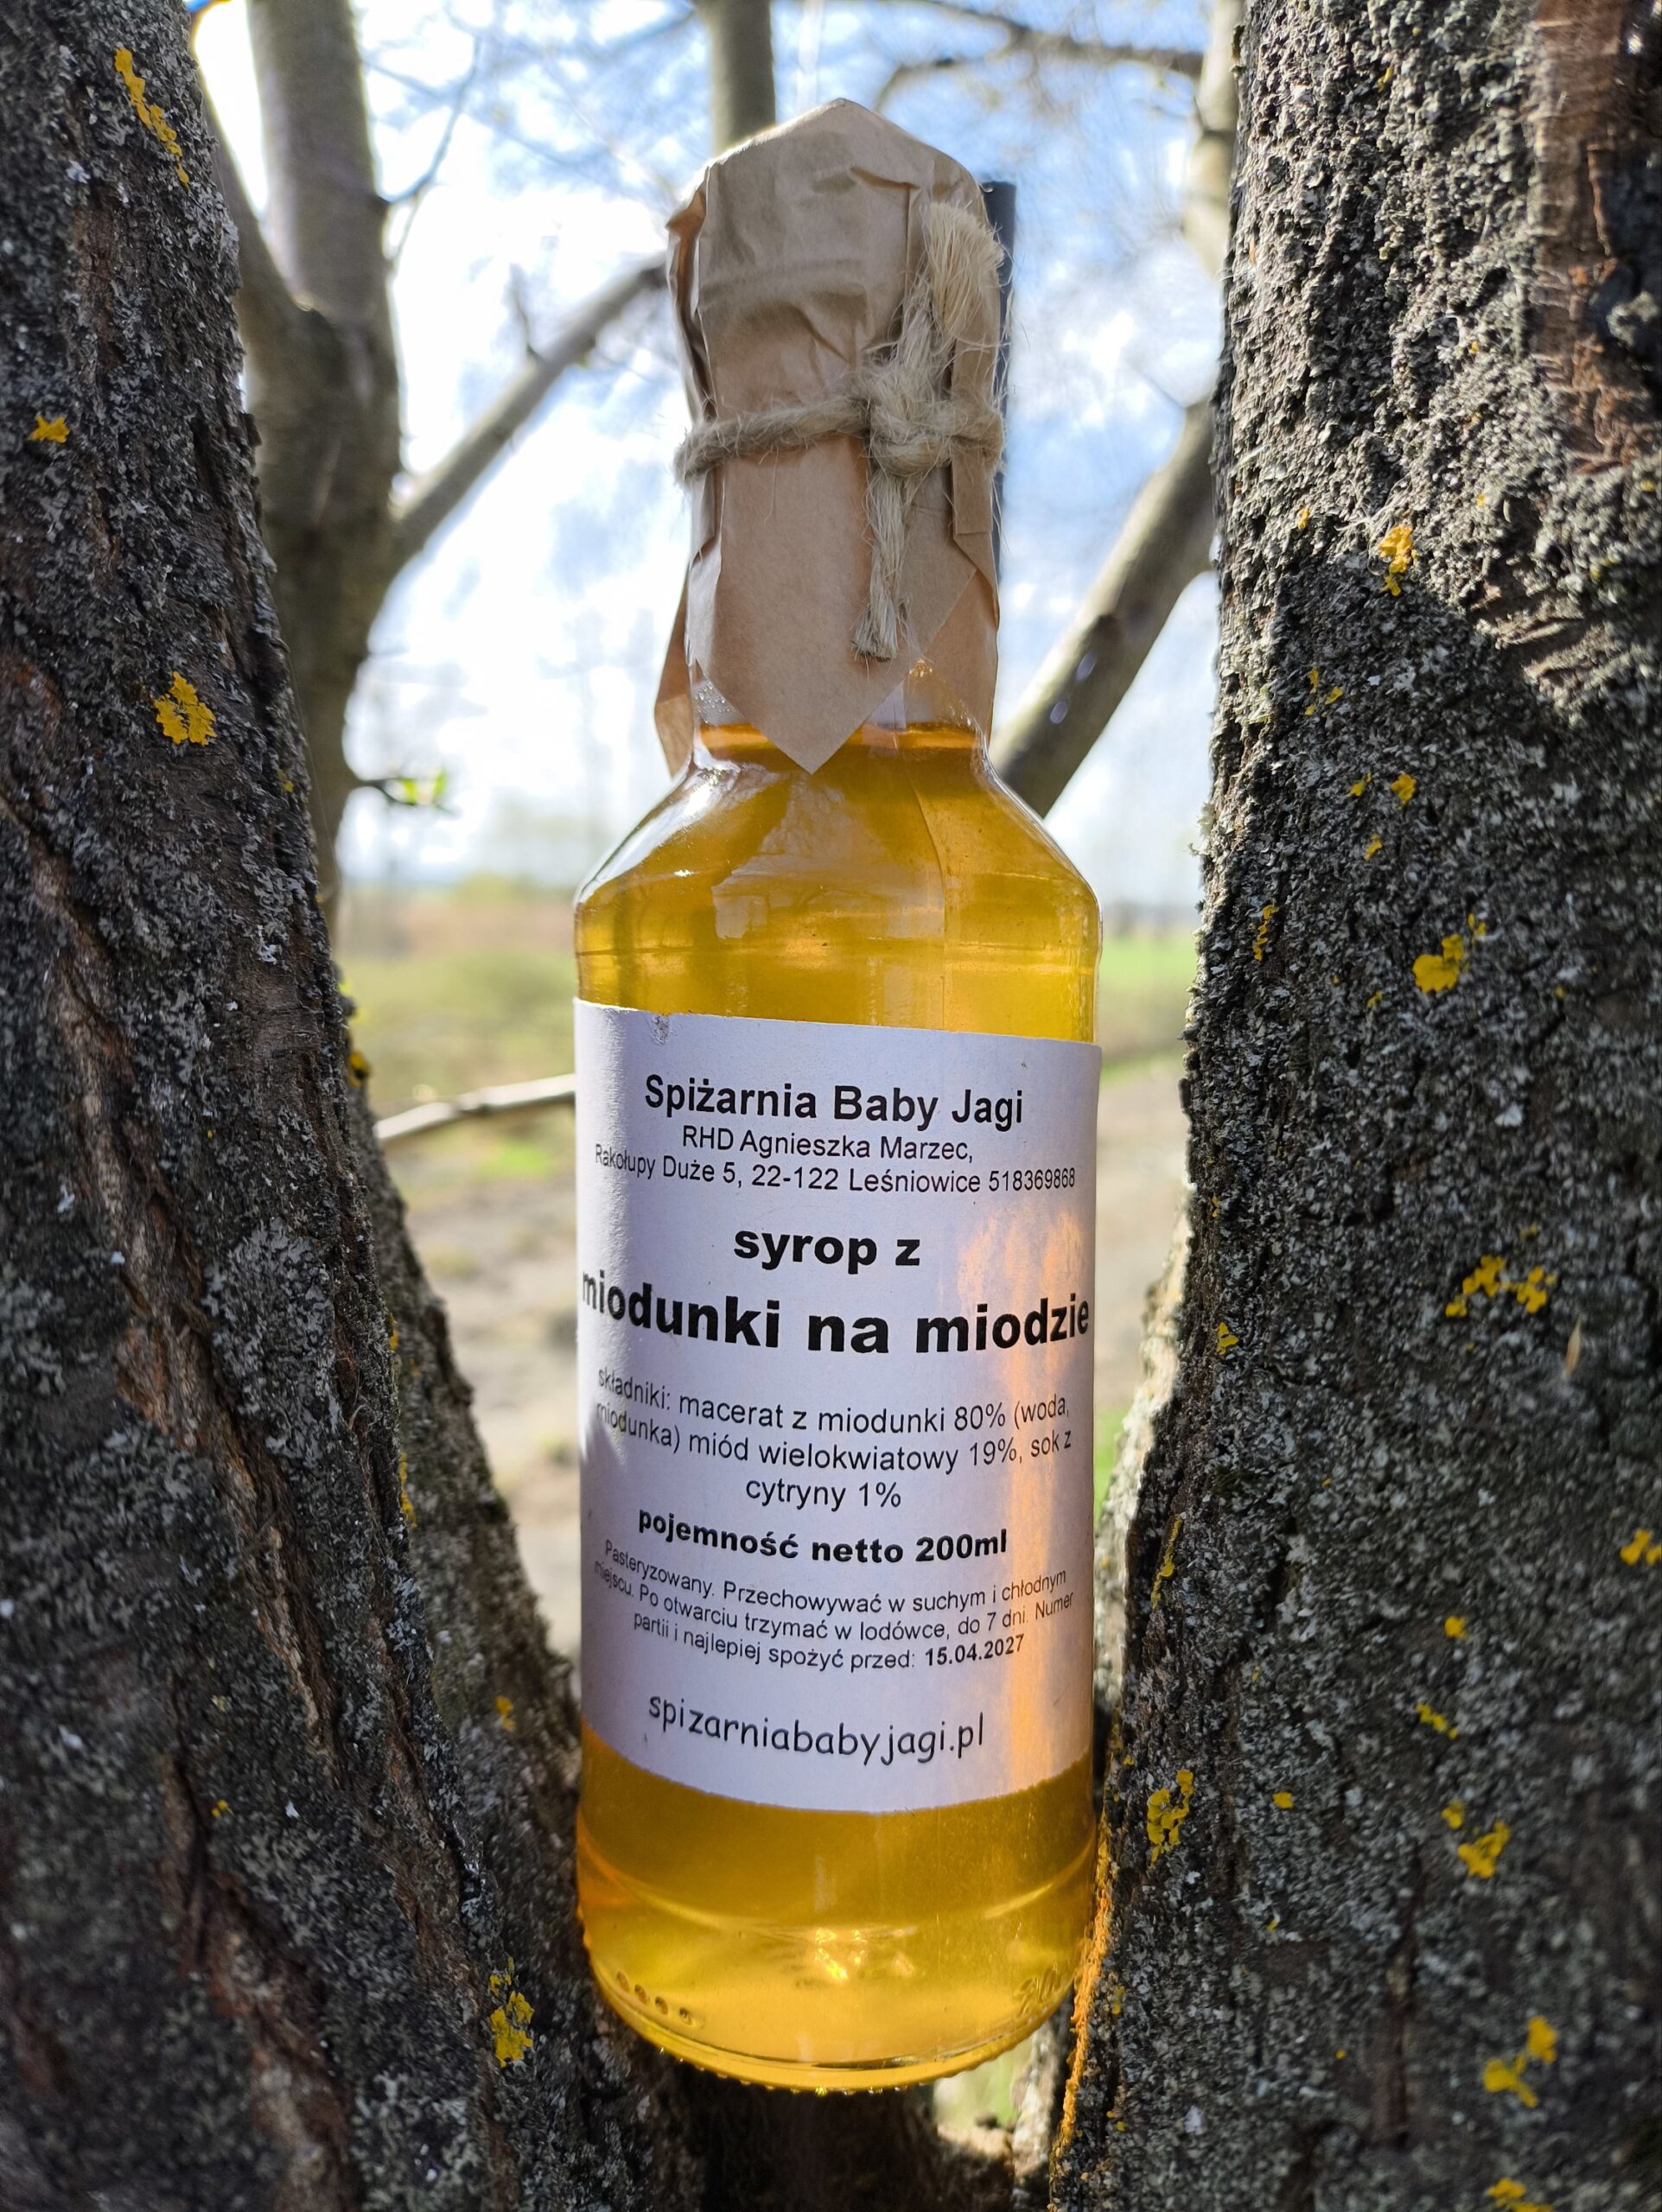 Spiżarnia Baby Jagi
RHD Agnieszka Marzec,
Rakołupy Duże 5, 22-122 Leśniowice 518369868
syrop z
miodunki na miodzie
składniki: macerat z miodunki 80% (woda,
miodunka) miód wielokwiatowy 19%, sok z
cytryny 1%
pojemność netto 200ml
Pasteryzowany. Przechowywać w suchym i chłodnym
miejscu. Po otwarciu trzymać w lodówce, do 7 dni. Numer
partii i najlepiej spożyć przed: 15.04.2027
spizarniababyjagi.pl